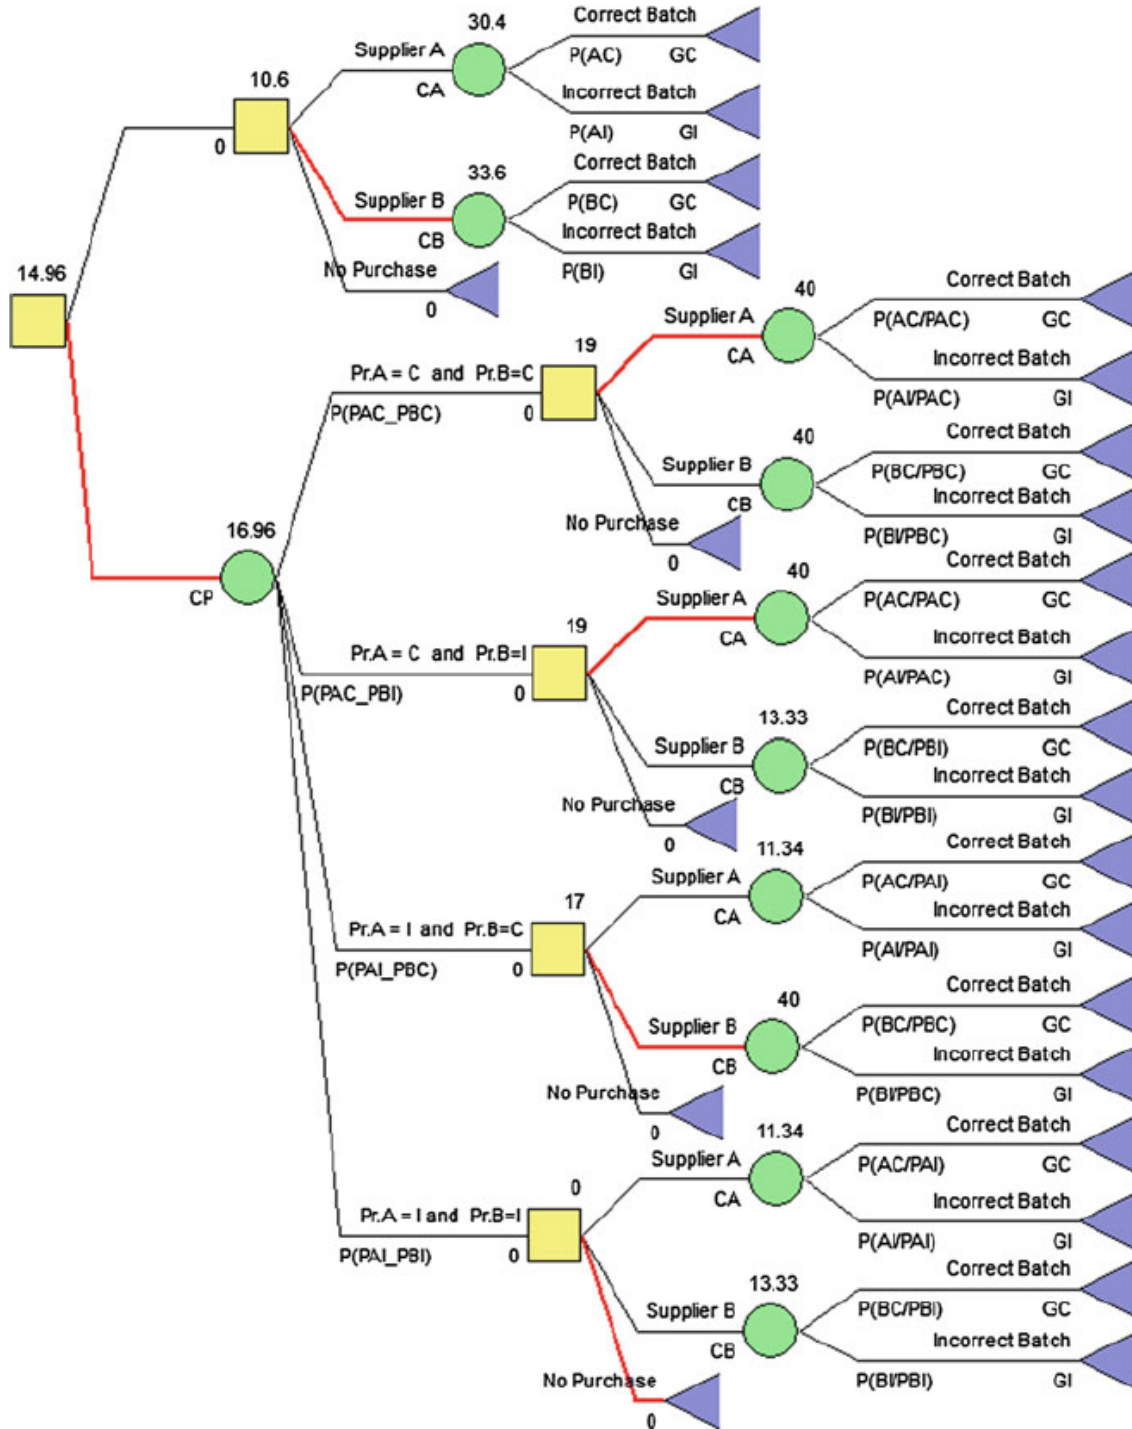 30.4
Correct Batch
Supplier A
P(AC) GC
CA
Incorrect Batch
10.6
P(AI) GI
0
Correct Batch
33.6
Supplier B
P(BC) GC
CB
Incorrect Batch
No Purchase
P(BI) GI
0
14.96
Correct Batch
40
Supplier A
P(AC/PAC) GC
CA
Incorrect Batch
19
Pr.A = C and Pr.B=C
P(PAC_PBC)
0
P(AI/PAC) GI
Correct Batch
40
Supplier B
P(BC/PBC) GC
CB
Incorrect Batch
No Purchase
P(BI/PBC) GI
0
16.96
CP
Correct Batch
40
Supplier A
P(AC/PAC) GC
CA
Incorrect Batch
19
Pr.A = C and Pr.B=I
P(PAC_PBI)
0
P(AI/PAC) GI
Correct Batch
13.33
Supplier B
P(BC/PBI) GC
CB
Incorrect Batch
No Purchase
P(BI/PBI) GI
0
Correct Batch
11.34
Supplier A
P(AC/PAI) GC
CA
Incorrect Batch
17
Pr.A = I and Pr.B=C
P(PAI_PBC)
0
P(AI/PAI) GI
Correct Batch
40
Supplier B
P(BC/PBC) GC
CB
Incorrect Batch
No Purchase
P(BI/PBC) GI
0
Correct Batch
11.34
Supplier A
P(AC/PAI) GC
CA
Incorrect Batch
0
Pr.A = I and Pr.B=I
P(PAI_PBI)
0
P(AI/PAI) GI
Correct Batch
13.33
Supplier B
P(BC/PBI) GC
CB
Incorrect Batch
No Purchase
P(BI/PBI) GI
0